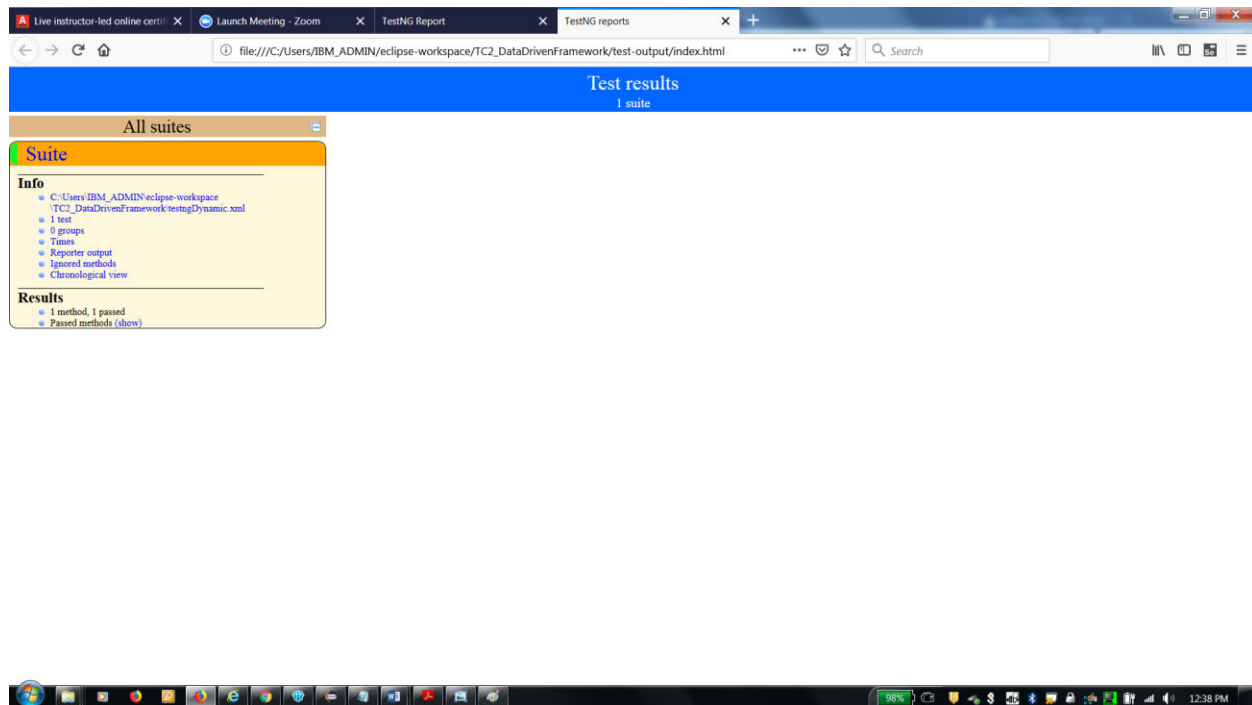 Live instructor-led online certifi
Launch Meeting - Zoom
TestNG Report
TestNG reports
file:///C:/Users/IBM_ADMIN/eclipse-workspace/TC2_DataDrivenFramework/test-output/index.html
Search
Test results
1 suite
All suites
Suite
Info
C:\Users\IBM_ADMIN\eclipse-workspace
\TC2_DataDrivenFramework\testngDynamic.xml
1 test
0 groups
Times
Reporter output
Ignored methods
Chronological view
Results
1 method, 1 passed
Passed methods (show)
98%
12:38 PM